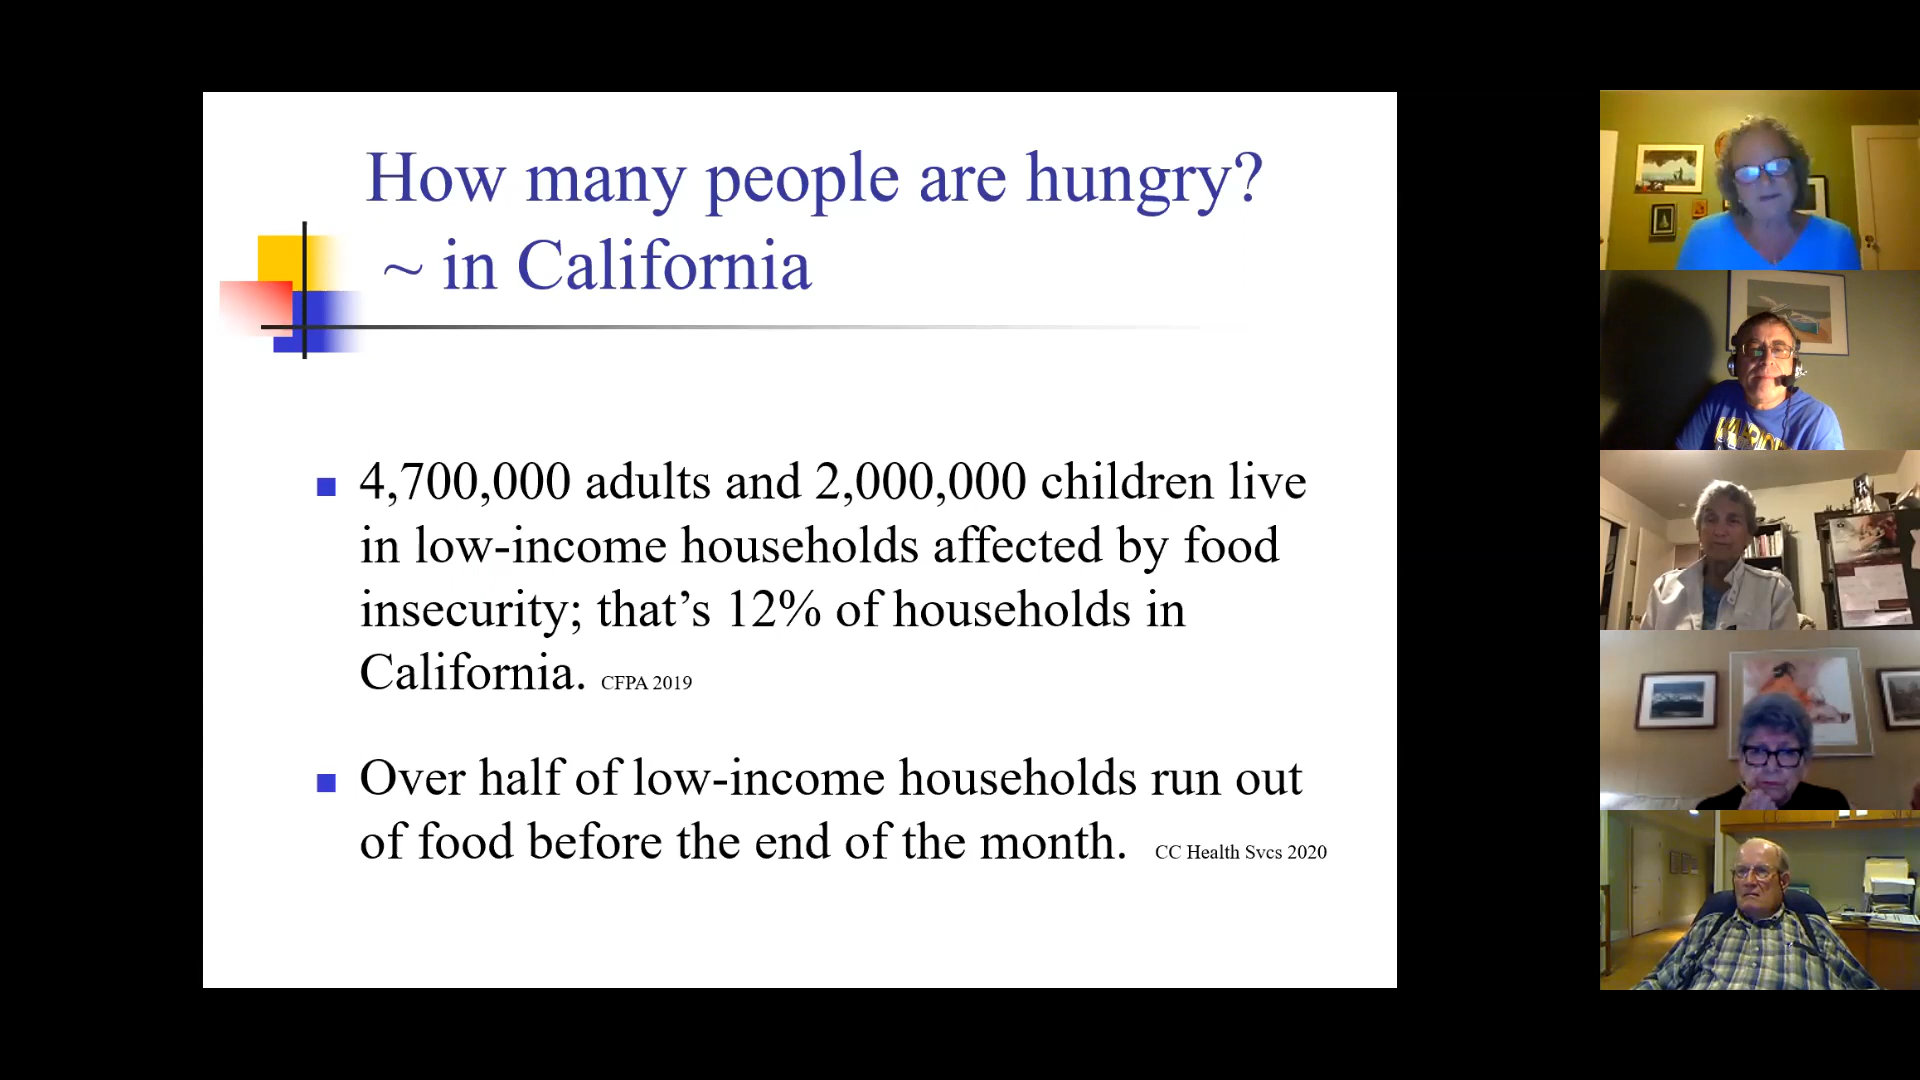 How many people are hungry?
~ in California
4,700,000 adults and 2,000,000 children live
in low-income households affected by food
insecurity; that’s 12% of households in
California. CFPA 2019
Over half of low-income households run out
of food before the end of the month. CC Health Svcs 2020